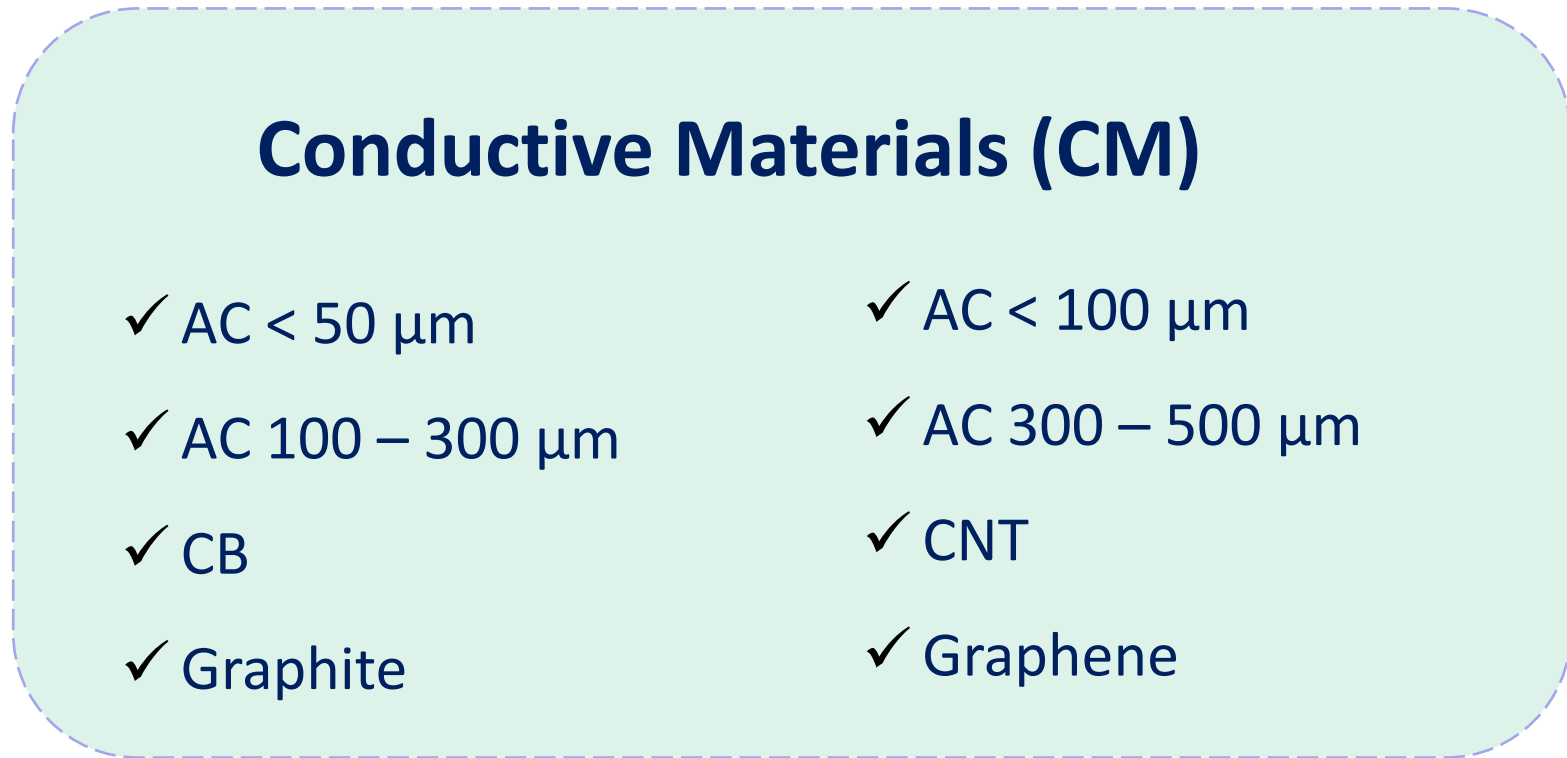 Conductive Materials (CM)
✓ AC < 50 µm
✓ AC 100 – 300 µm
✓ CB
✓ Graphite
✓ AC < 100 µm
✓ AC 300 – 500 µm
✓ CNT
✓ Graphene